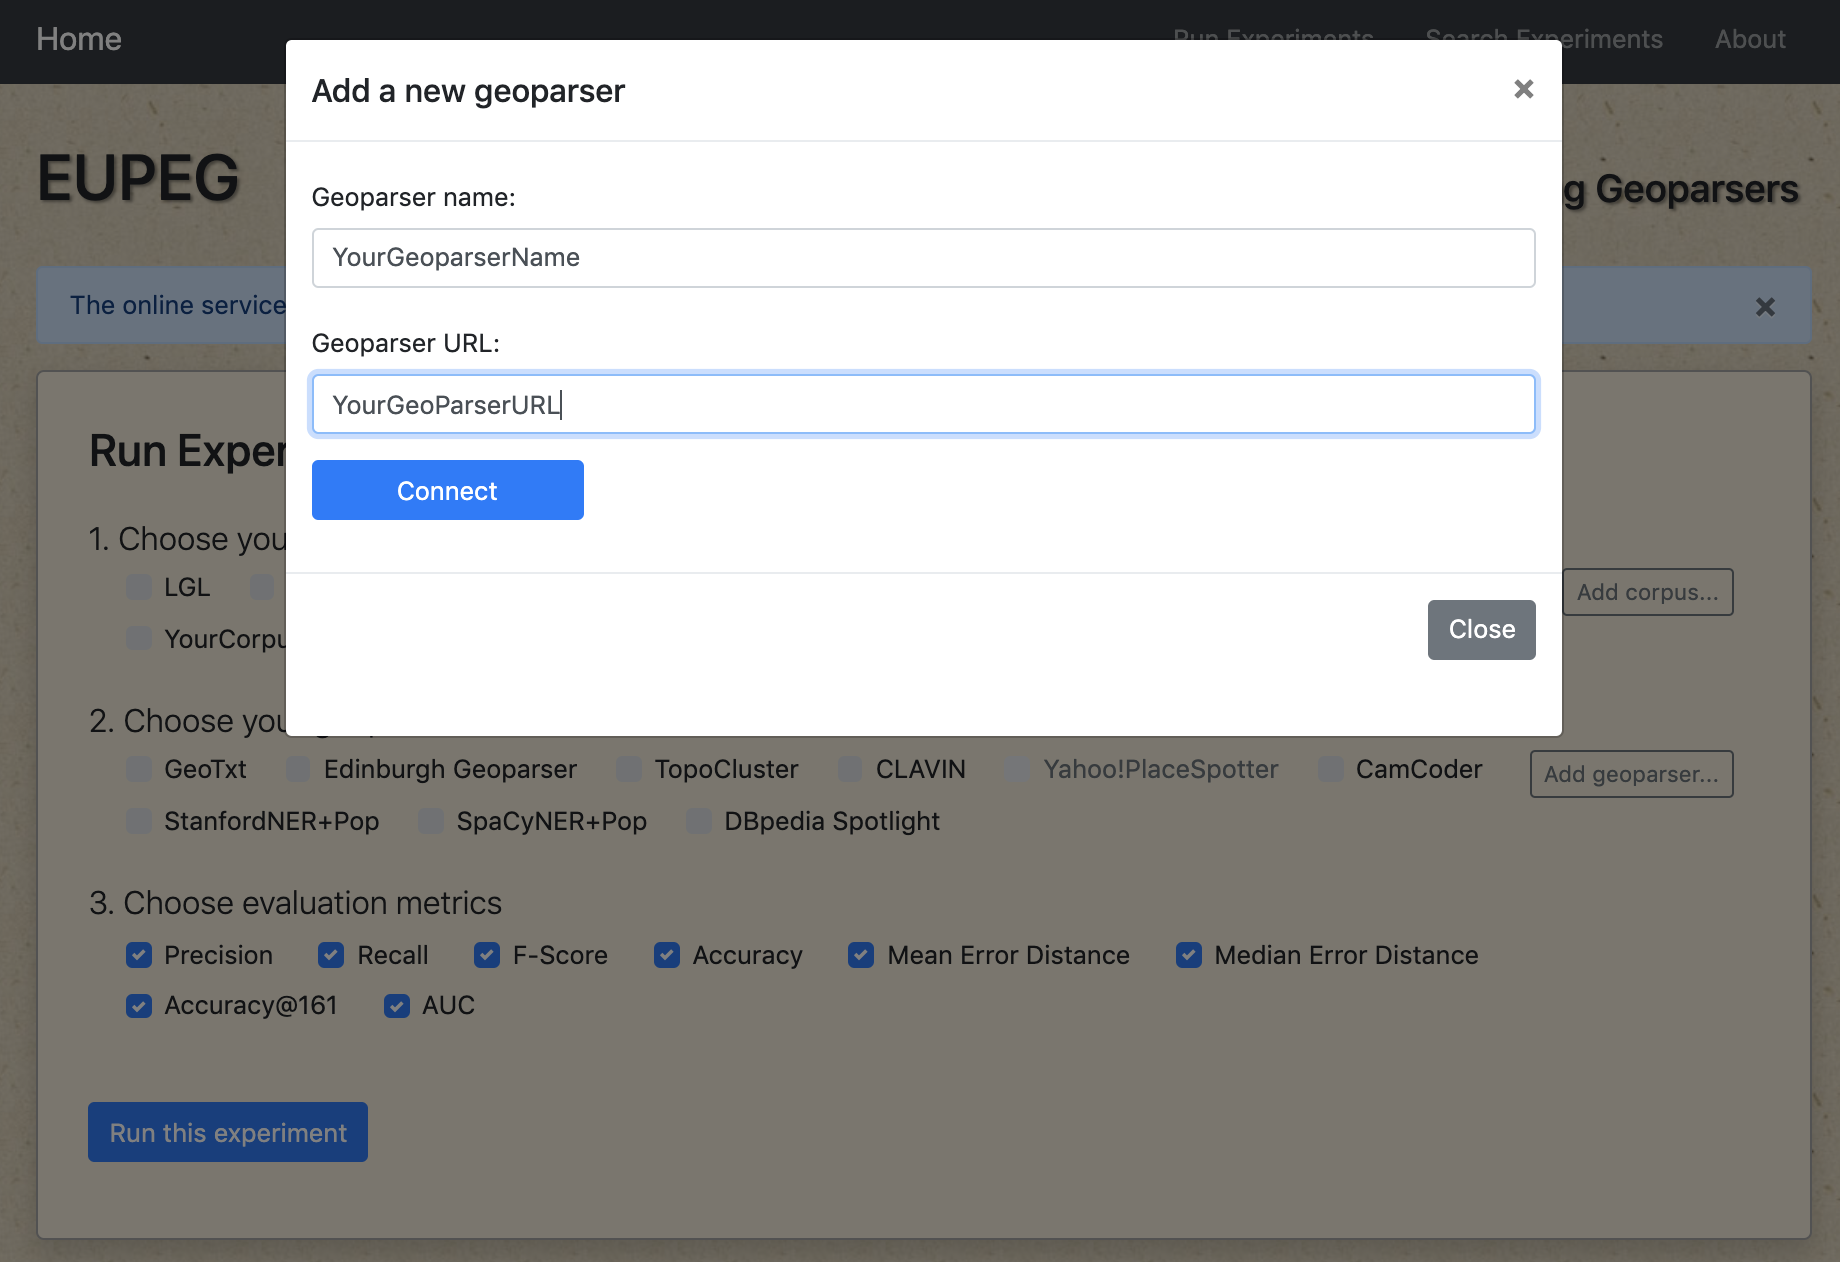 Home Run Experiments Search Experiments About
Add a new geoparser
EUPEG
g Geoparsers
Geoparser name:
YourGeoparserName
The online service
Geoparser URL:
YourGeoParserURL
Run Exper
Connect
1. Choose you
LGL
Add corpus...
YourCorpu
Close
2. Choose you
GeoTxt Edinburgh Geoparser TopoCluster CLAVIN Yahoo!PlaceSpotter CamCoder Add geoparser...
StanfordNER+Pop SpaCyNER+Pop DBpedia Spotlight
3. Choose evaluation metrics
Precision Recall F-Score Accuracy Mean Error Distance Median Error Distance
Accuracy@161 AUC
Run this experiment